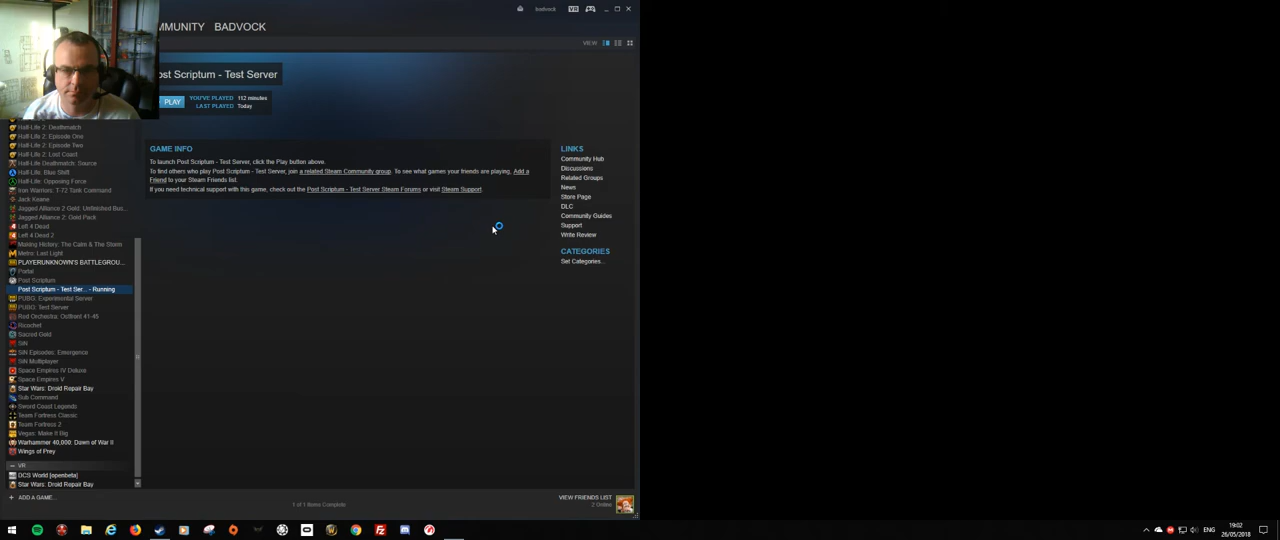 badvock
VR
MMUNITY BADVOCK
VIEW
ost Scriptum - Test Server
PLAY
YOU'VE PLAYED 112 minutes
LAST PLAYED Today
GAME INFO
To launch Post Scriptum - Test Server, click the Play button above.
To find others who play Post Scriptum - Test Server, join a related Steam Community group. To see what games your friends are playing, Add a
Friend to your Steam Friends list.
If you need technical support with this game, check out the Post Scriptum - Test Server Steam Forums or visit Steam Support.
LINKS
Community Hub
Discussions
Related Groups
News
Store Page
DLC
Community Guides
Support
Write Review
CATEGORIES
Set Categories...
Half-Life 2: Deathmatch
Half-Life 2: Episode One
Half-Life 2: Episode Two
Half-Life 2: Lost Coast
Half-Life Deathmatch: Source
Half-Life: Blue Shift
Half-Life: Opposing Force
Iron Warriors: T-72 Tank Command
Jack Keane
Jagged Alliance 2 Gold: Unfinished Bus...
Jagged Alliance 2: Gold Pack
Left 4 Dead
Left 4 Dead 2
Making History: The Calm & The Storm
Metro: Last Light
PLAYERUNKNOWN'S BATTLEGROU...
Portal
Post Scriptum
Post Scriptum - Test Ser... - Running
PUBG: Experimental Server
PUBG: Test Server
Red Orchestra: Ostfront 41-45
Ricochet
Sacred Gold
SiN
SiN Episodes: Emergence
SiN Multiplayer
Space Empires IV Deluxe
Space Empires V
Star Wars: Droid Repair Bay
Sub Command
Sword Coast Legends
Team Fortress Classic
Team Fortress 2
Vegas: Make It Big
Warhammer 40,000: Dawn of War II
Wings of Prey
VR
DCS World [openbeta]
Star Wars: Droid Repair Bay
+ ADD A GAME...
1 of 1 Items Complete
VIEW FRIENDS LIST
2 Online
ENG
19:02
26/05/2018